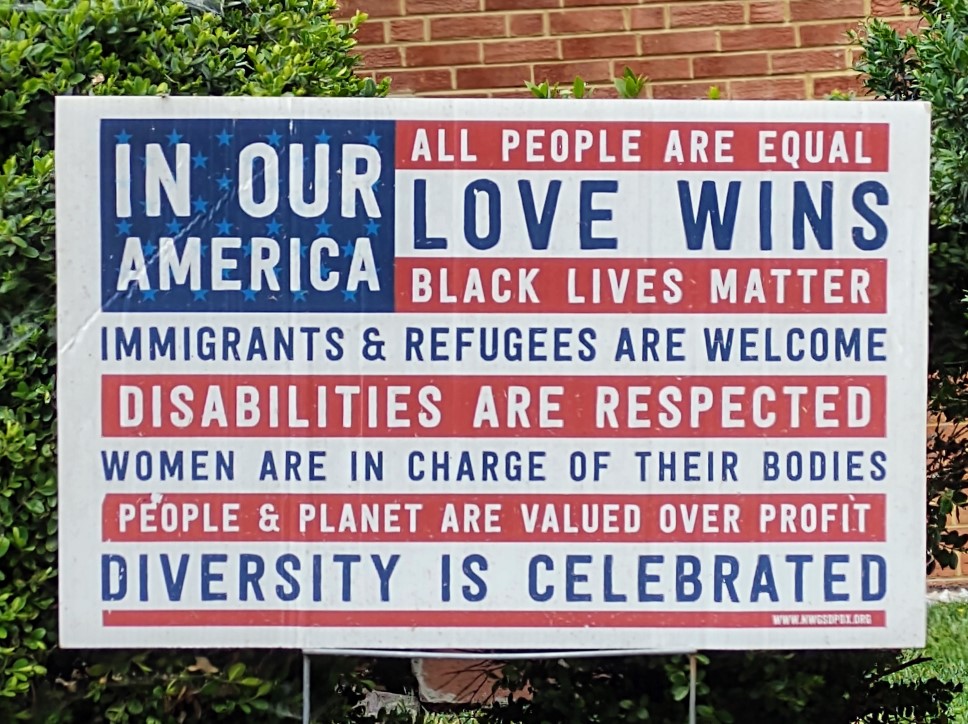 IN OUR
AMERICA
ALL PEOPLE ARE EQUAL
LOVE WINS
BLACK LIVES MATTER
IMMIGRANTS & REFUGEES ARE WELCOME
DISABILITIES ARE RESPECTED
WOMEN ARE IN CHARGE OF THEIR BODIES
PEOPLE & PLANET ARE VALUED OVER PROFIT
DIVERSITY IS CELEBRATED
WWW.NWGSDPDX.ORG